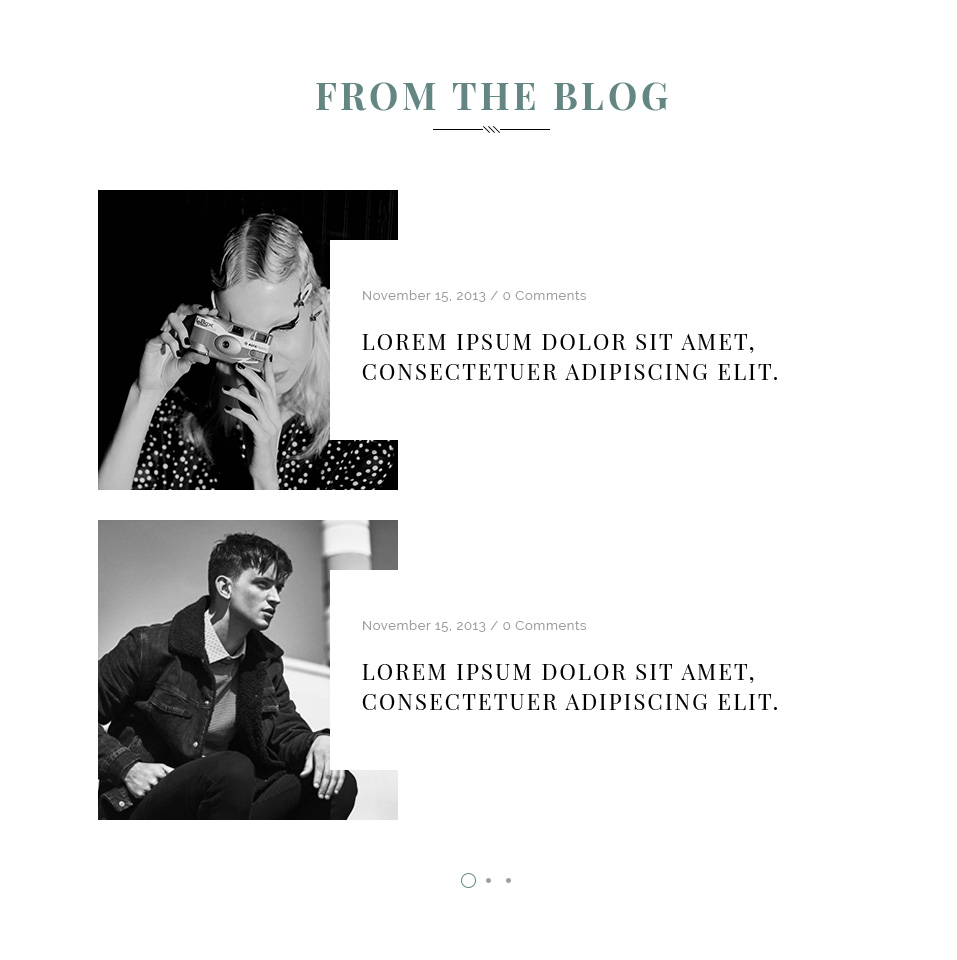 FROM THE BLOG
November 15, 2013 / 0 Comments
LOREM IPSUM DOLOR SIT AMET,
CONSECTETUER ADIPISCING ELIT.
November 15, 2013 / 0 Comments
LOREM IPSUM DOLOR SIT AMET,
CONSECTETUER ADIPISCING ELIT.